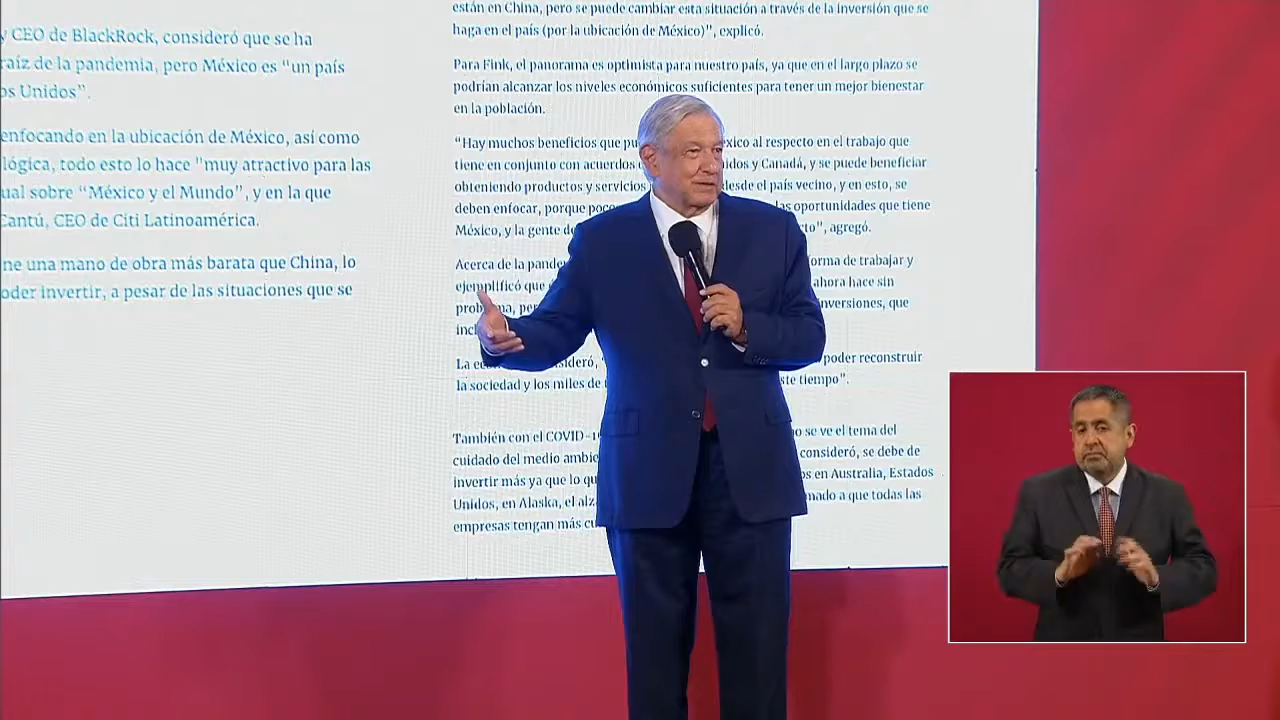 y CEO de BlackRock, consideró que se ha
raíz de la pandemia, pero México es “un país
os Unidos”.
enfocando en la ubicación de México, así como
lógica, todo esto lo hace "muy atractivo para las
ual sobre “México y el Mundo”, y en la que
Cantú, CEO de Citi Latinoamérica.
ne una mano de obra más barata que China, lo
oder invertir, a pesar de las situaciones que se
están en China, pero se puede cambiar esta situación a través de la inversión que se
haga en el país (por la ubicación de México)", explicó.
Para Fink, el panorama es optimista para nuestro país, ya que en el largo plazo se
podrían alcanzar los niveles económicos suficientes para tener un mejor bienestar
en la población.
“Hay muchos beneficios que pu xico al respecto en el trabajo que
tiene en conjunto con acuerdos idos y Canadá, y se puede beneficiar
obteniendo productos y servicios desde el país vecino, y en esto, se
deben enfocar, porque poco las oportunidades que tiene
México, y la gente de cto", agregó.
Acerca de la pande orma de trabajar y
ejemplificó que ahora hace sin
problema, per nversiones, que
inc
La ec sideró, poder reconstruir
la sociedad y los miles de ste tiempo".
También con el COVID-1 no se ve el tema del
cuidado del medio ambie consideró, se debe de
invertir más ya que lo qu os en Australia, Estados
Unidos, en Alaska, el alz mado a que todas las
empresas tengan más cu